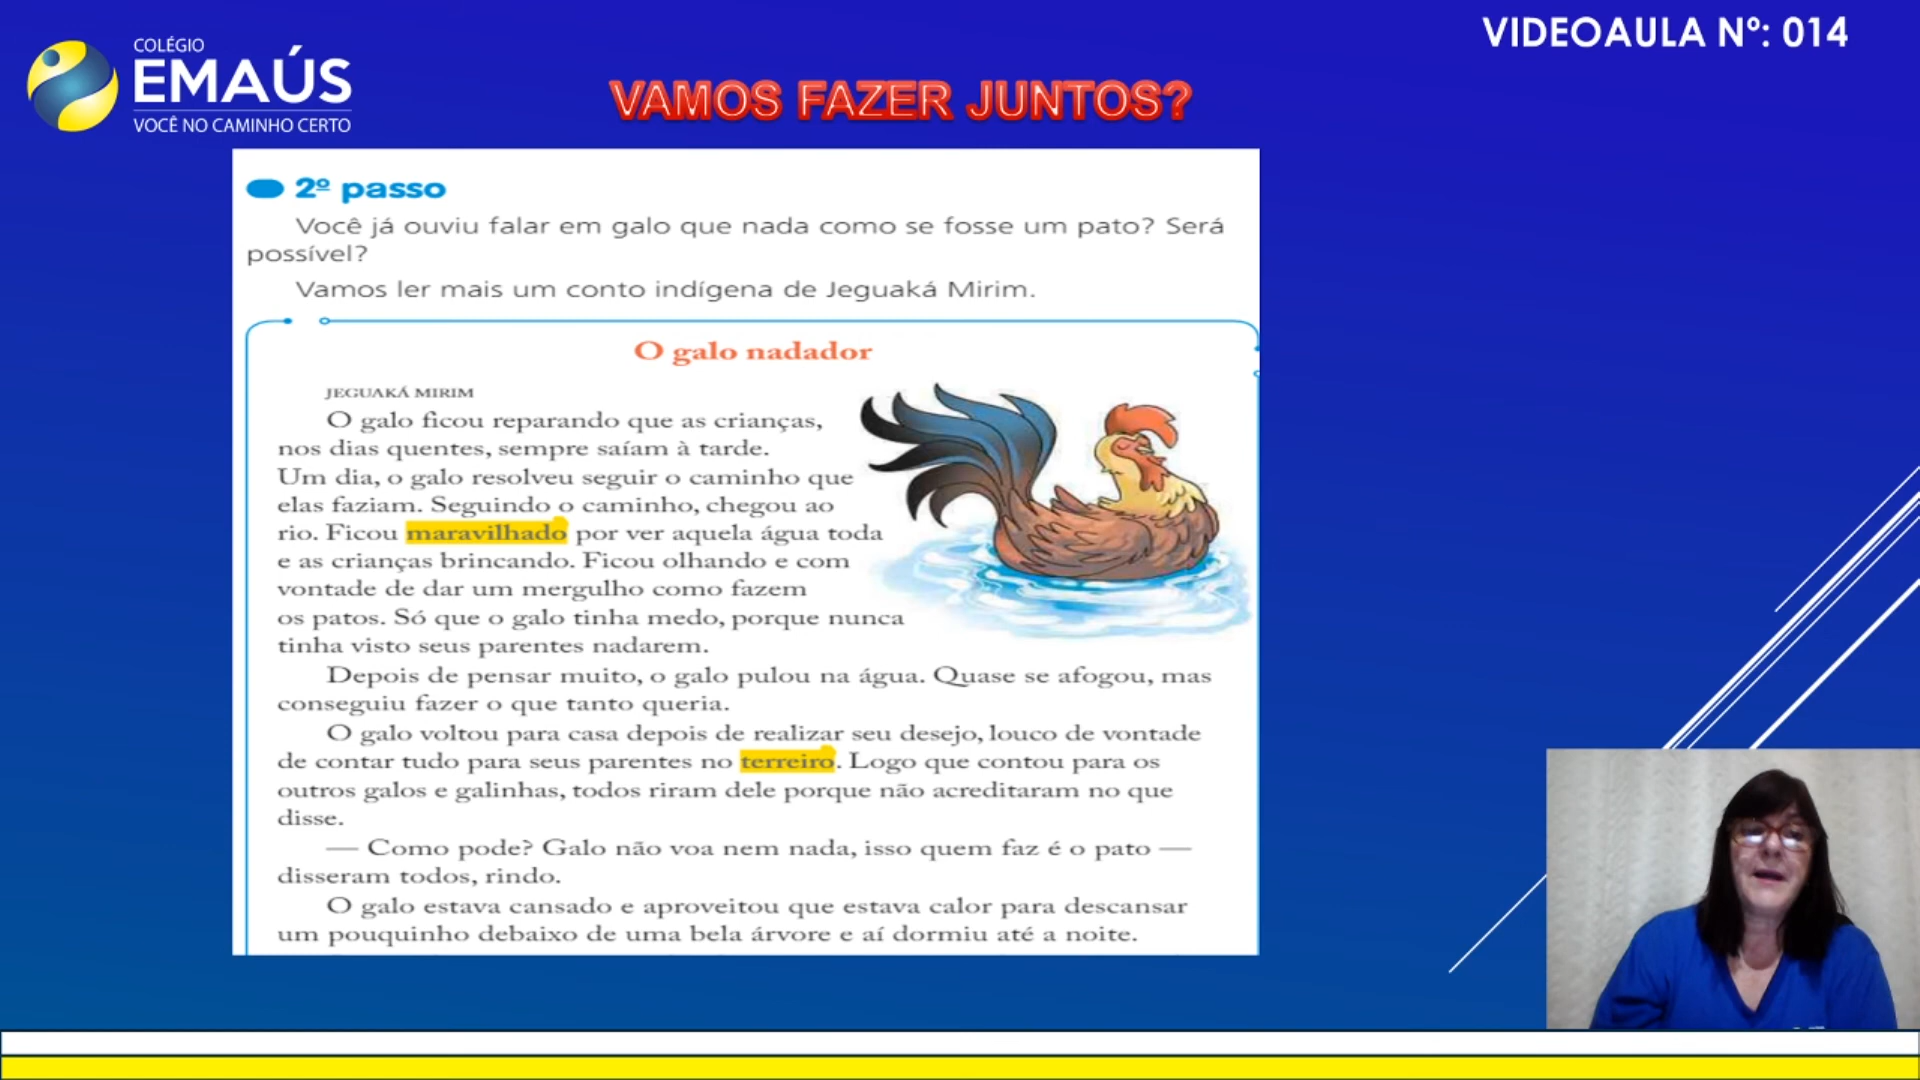 COLÉGIO
EMAÚS
VOCÊ NO CAMINHO CERTO
VIDEOAULA Nº: 014
VAMOS FAZER JUNTOS?
2º passo
Você já ouviu falar em galo que nada como se fosse um pato? Será
possível?
Vamos ler mais um conto indígena de Jeguaká Mirim.
O galo nadador
JEGUAKÁ MIRIM
O galo ficou reparando que as crianças,
nos dias quentes, sempre saíam à tarde.
Um dia, o galo resolveu seguir o caminho que
elas faziam. Seguindo o caminho, chegou ao
rio. Ficou maravilhado por ver aquela água toda
e as crianças brincando. Ficou olhando e com
vontade de dar um mergulho como fazem
os patos. Só que o galo tinha medo, porque nunca
tinha visto seus parentes nadarem.
Depois de pensar muito, o galo pulou na água. Quase se afogou, mas
conseguiu fazer o que tanto queria.
O galo voltou para casa depois de realizar seu desejo, louco de vontade
de contar tudo para seus parentes no terreiro. Logo que contou para os
outros galos e galinhas, todos riram dele porque não acreditaram no que
disse.
— Como pode? Galo não voa nem nada, isso quem faz é o pato —
disseram todos, rindo.
O galo estava cansado e aproveitou que estava calor para descansar
um pouquinho debaixo de uma bela árvore e aí dormiu até a noite.